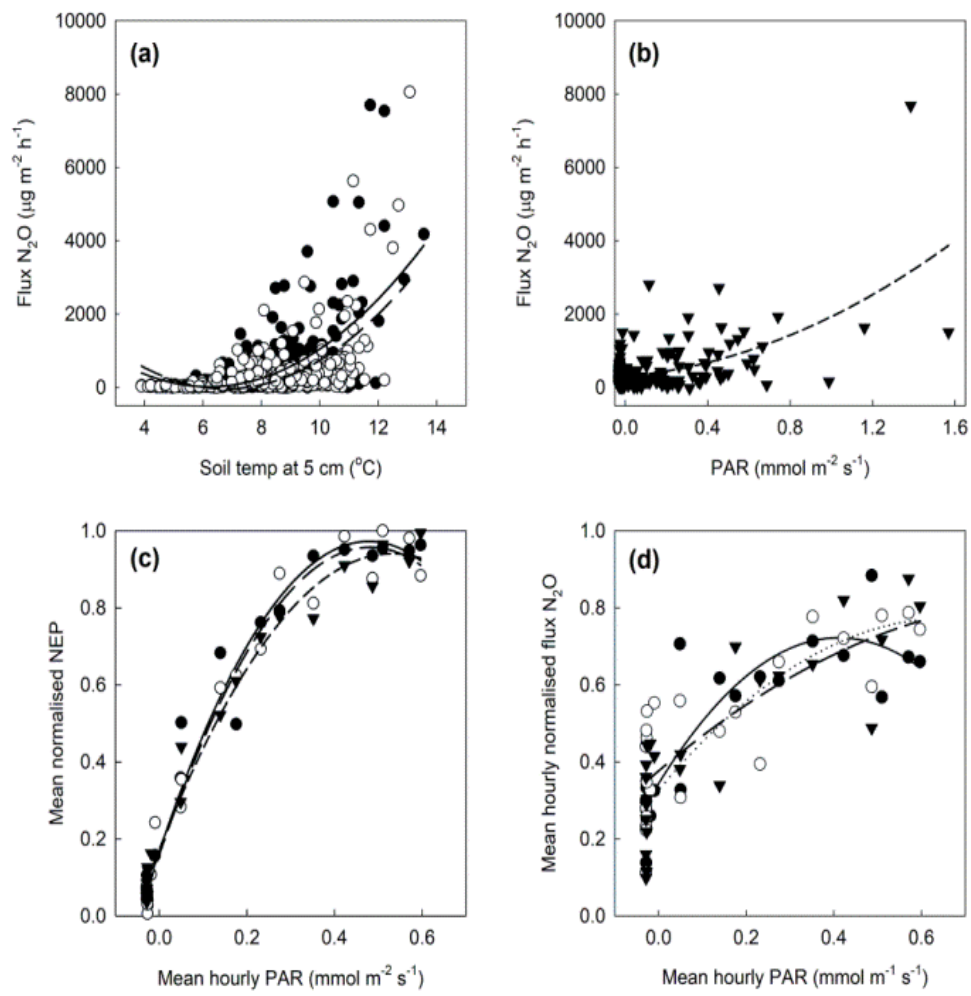 (a)
10000
8000
6000
4000
2000
0
Flux N₂O (µg m⁻² h⁻¹)
4 6 8 10 12 14
Soil temp at 5 cm (°C)
(b)
10000
8000
6000
4000
2000
0
Flux N₂O (µg m⁻² h⁻¹)
0.0 0.4 0.8 1.2 1.6
PAR (mmol m⁻² s⁻¹)
(c)
1.0
0.8
0.6
0.4
0.2
0.0
Mean normalised NEP
0.0 0.2 0.4 0.6
Mean hourly PAR (mmol m⁻² s⁻¹)
(d)
1.0
0.8
0.6
0.4
0.2
0.0
Mean hourly normalised flux N₂O
0.0 0.2 0.4 0.6
Mean hourly PAR (mmol m⁻¹ s⁻¹)